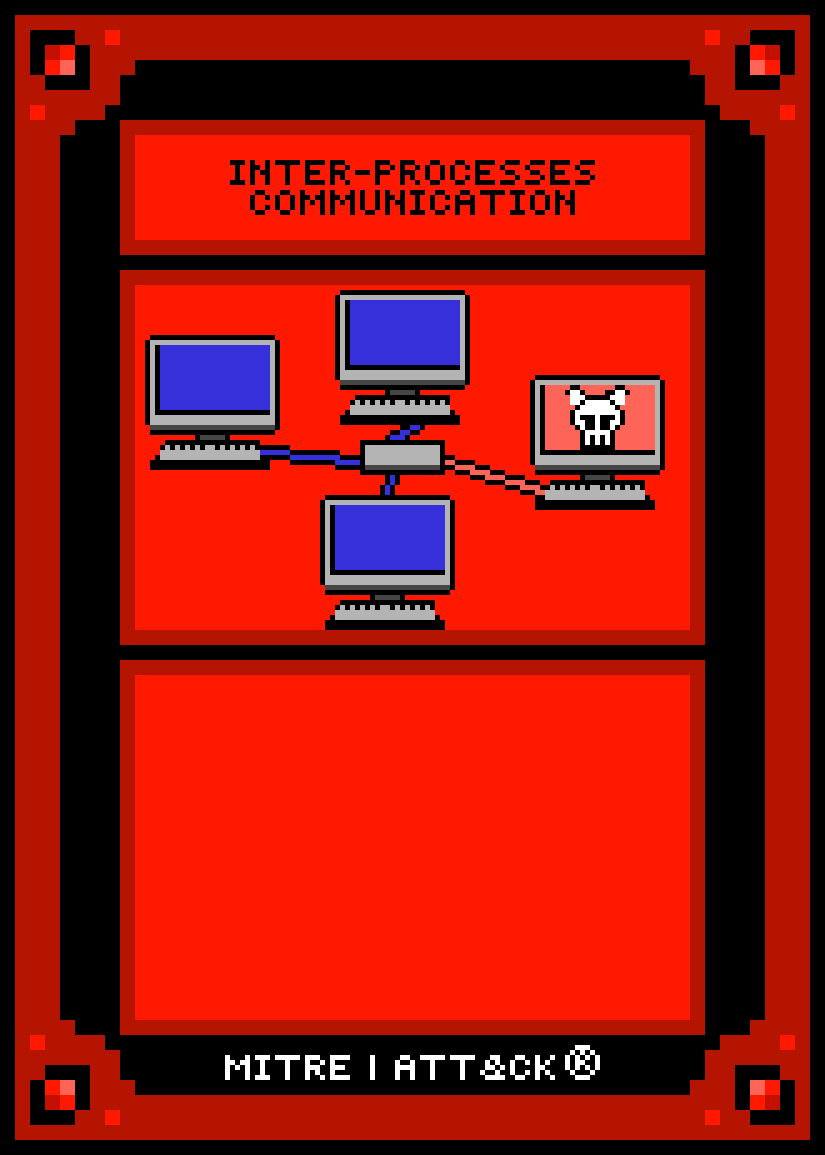 INTER-PROCESSES
COMMUNICATION
MITRE | ATT&CK®